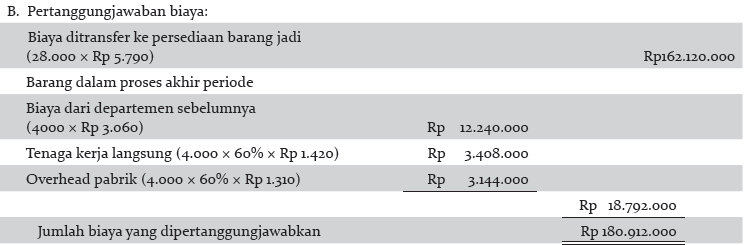 B. Pertanggungjawaban biaya:
Biaya ditransfer ke persediaan barang jadi
(28.000 × Rp 5.790) Rp162.120.000
Barang dalam proses akhir periode
Biaya dari departemen sebelumnya
(4000 × Rp 3.060) Rp 12.240.000
Tenaga kerja langsung (4.000 × 60% × Rp 1.420) Rp 3.408.000
Overhead pabrik (4.000 × 60% × Rp 1.310) Rp 3.144.000
Rp 18.792.000
Jumlah biaya yang dipertanggungjawabkan Rp 180.912.000